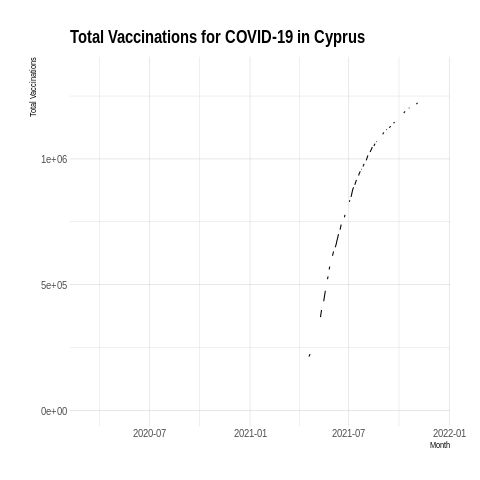 Total Vaccinations for COVID-19 in Cyprus
Total Vaccinations
1e+06
5e+05
0e+00
2020-07 2021-01 2021-07 2022-01
Month